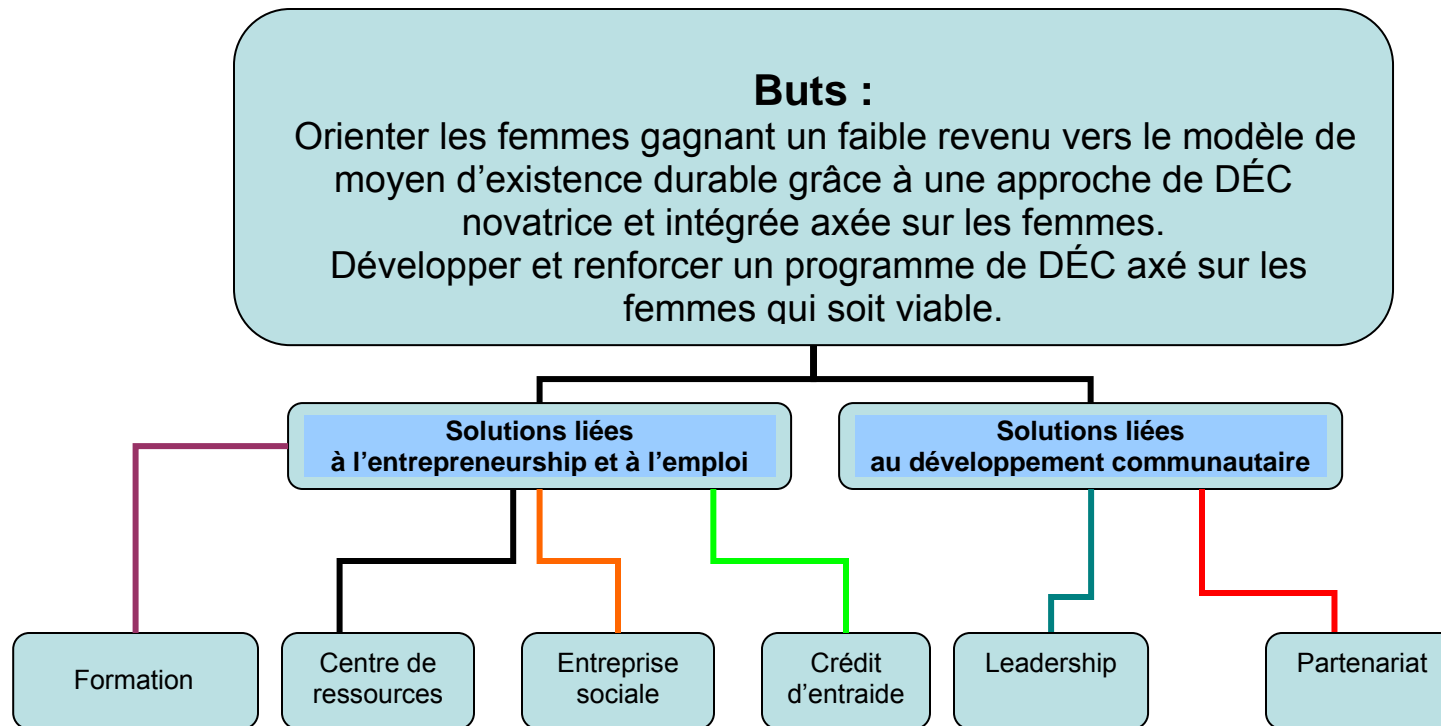 Buts :
Orienter les femmes gagnant un faible revenu vers le modèle de
moyen d’existence durable grâce à une approche de DÉC
novatrice et intégrée axée sur les femmes.
Développer et renforcer un programme de DÉC axé sur les
femmes qui soit viable.
Solutions liées
à l’entrepreneurship et à l’emploi
Solutions liées
au développement communautaire
Formation
Centre de
ressources
Entreprise
sociale
Crédit
d’entraide
Leadership
Partenariat